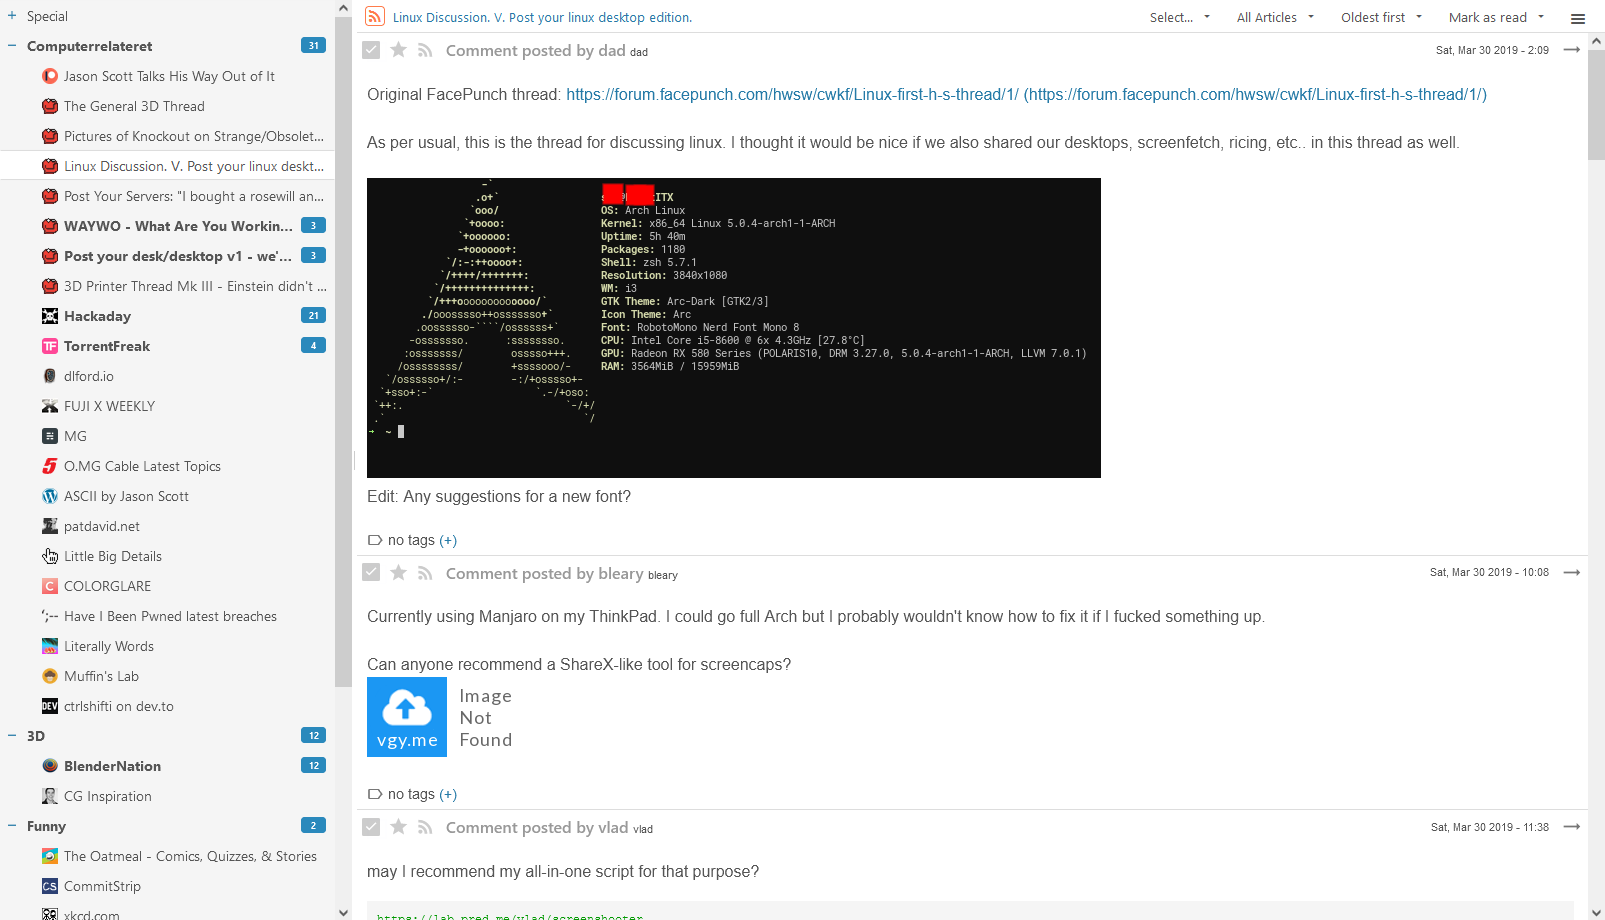 Special
Computerrelateret 31
Jason Scott Talks His Way Out of It
The General 3D Thread
Pictures of Knockout on Strange/Obsolet...
Linux Discussion. V. Post your linux deskt...
Post Your Servers: "I bought a rosewill an...
WAYWO - What Are You Workin... 3
Post your desk/desktop v1 - we'... 3
3D Printer Thread Mk III - Einstein didn't ...
Hackaday 21
TorrentFreak 4
dlford.io
FUJI X WEEKLY
MG
O.MG Cable Latest Topics
ASCII by Jason Scott
patdavid.net
Little Big Details
COLORGLARE
Have I Been Pwned latest breaches
Literally Words
Muffin's Lab
DEV ctrlshifti on dev.to
3D 12
BlenderNation 12
CG Inspiration
Funny 2
The Oatmeal - Comics, Quizzes, & Stories
CS CommitStrip
xkcd.com
Linux Discussion. V. Post your linux desktop edition.
Select... All Articles Oldest first Mark as read
Comment posted by dad dad Sat, Mar 30 2019 - 2:09
Original FacePunch thread: https://forum.facepunch.com/hwsw/cwkf/Linux-first-h-s-thread/1/ (https://forum.facepunch.com/hwsw/cwkf/Linux-first-h-s-thread/1/)
As per usual, this is the thread for discussing linux. I thought it would be nice if we also shared our desktops, screenfetch, ricing, etc.. in this thread as well.
ITX
OS: Arch Linux
Kernel: x86_64 Linux 5.0.4-arch1-1-ARCH
Uptime: 5h 40m
Packages: 1180
Shell: zsh 5.7.1
Resolution: 3840x1080
WM: i3
GTK Theme: Arc-Dark [GTK2/3]
Icon Theme: Arc
Font: RobotoMono Nerd Font Mono 8
CPU: Intel Core i5-8600 @ 6x 4.3GHz [27.8°C]
GPU: Radeon RX 580 Series (POLARIS10, DRM 3.27.0, 5.0.4-arch1-1-ARCH, LLVM 7.0.1)
RAM: 3564MiB / 15959MiB
→ ~
Edit: Any suggestions for a new font?
no tags (+)
Comment posted by bleary bleary Sat, Mar 30 2019 - 10:08
Currently using Manjaro on my ThinkPad. I could go full Arch but I probably wouldn't know how to fix it if I fucked something up.
Can anyone recommend a ShareX-like tool for screencaps?
vgy.me
Image
Not
Found
no tags (+)
Comment posted by vlad vlad Sat, Mar 30 2019 - 11:38
may I recommend my all-in-one script for that purpose?
https://lab.pred.me/vlad/screenshooter